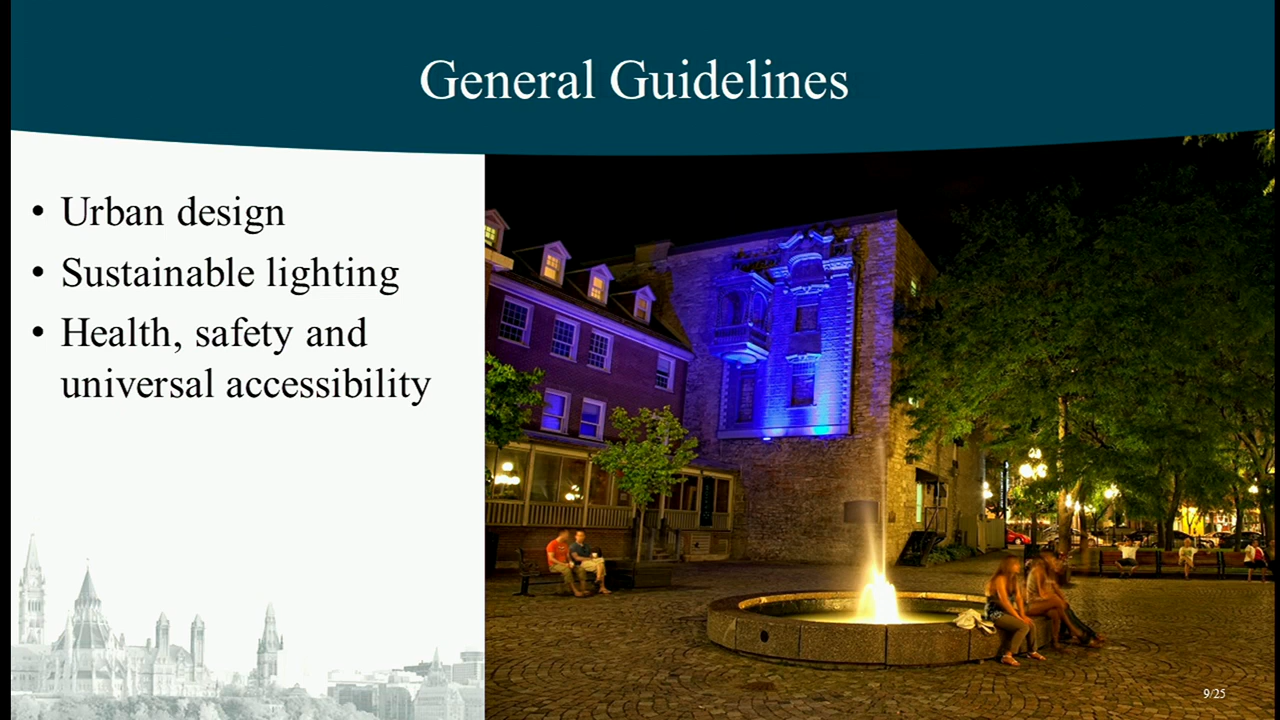 General Guidelines
• Urban design
• Sustainable lighting
• Health, safety and
universal accessibility
9/25